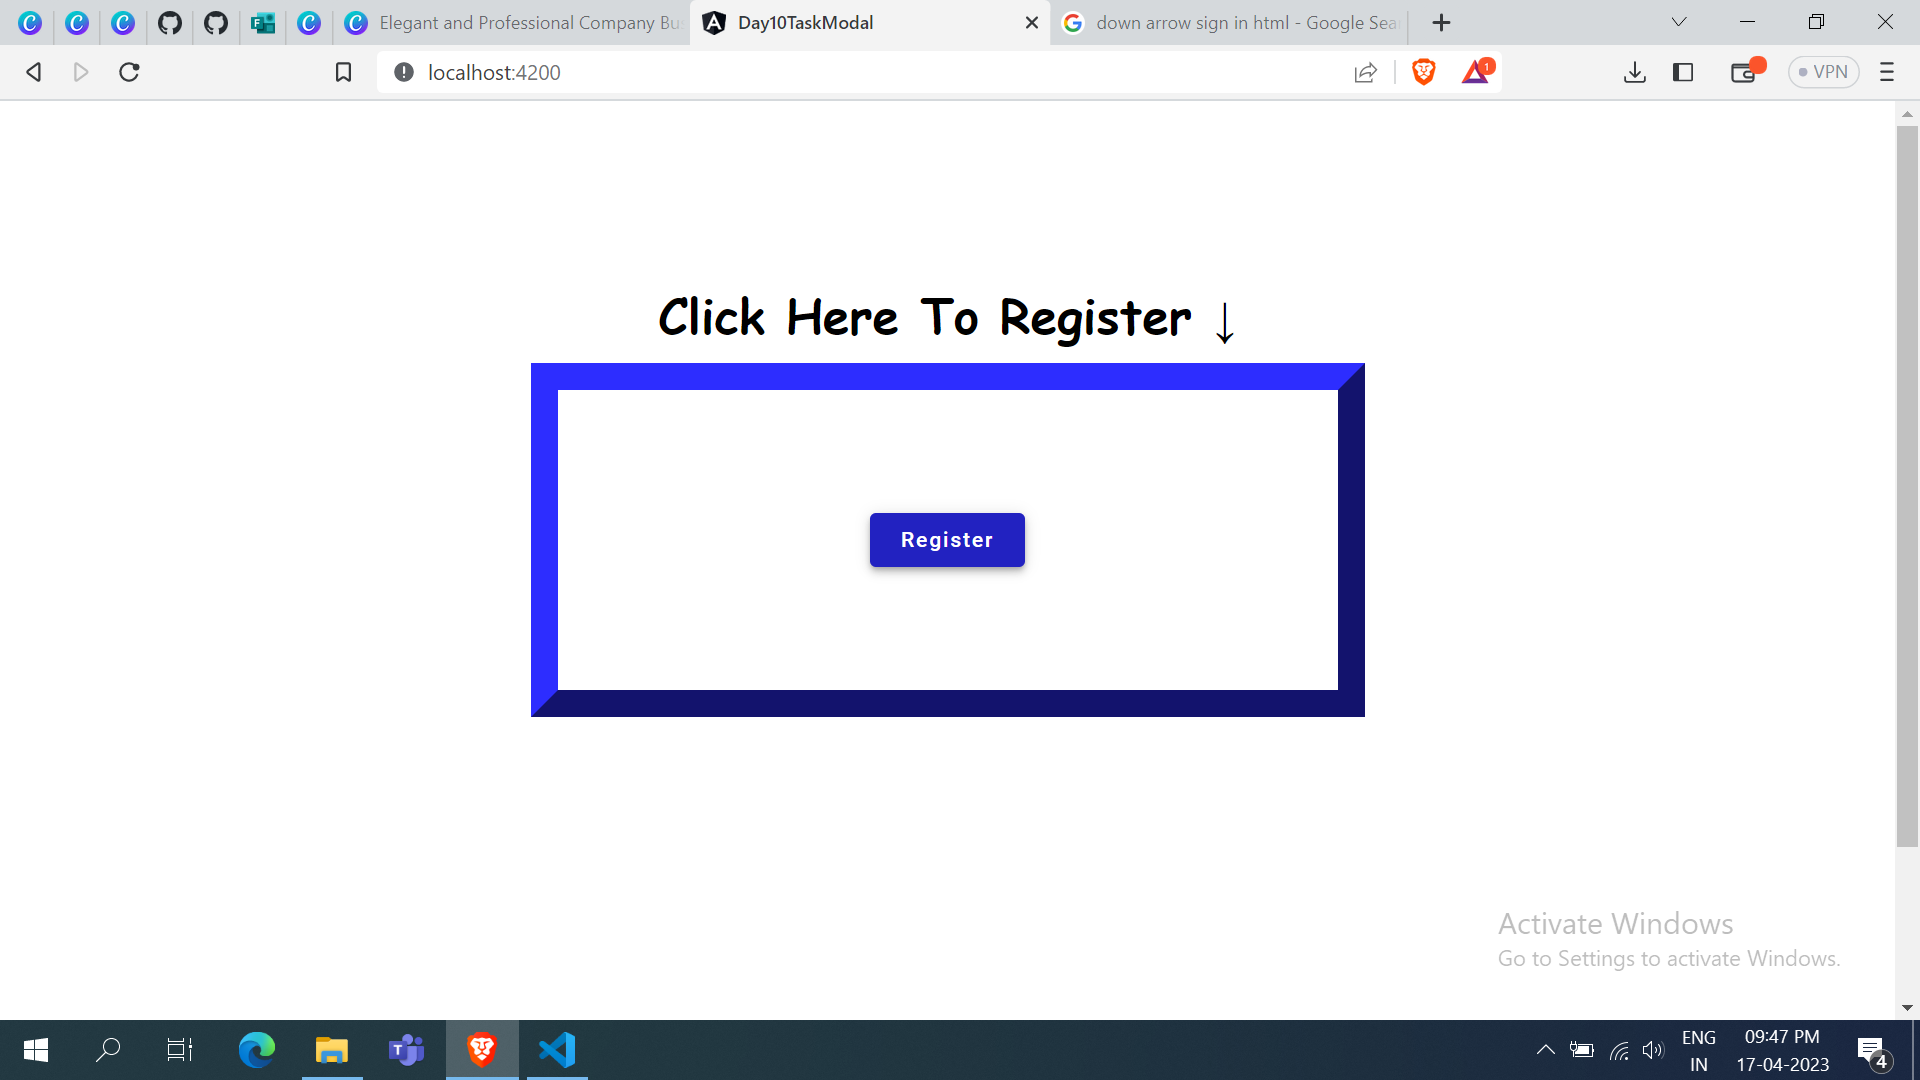 Elegant and Professional Company Bu
Day10TaskModal
down arrow sign in html - Google Sea
localhost:4200
1
VPN
Click Here To Register ↓
Register
Activate Windows
Go to Settings to activate Windows.
ENG
IN
09:47 PM
17-04-2023
4